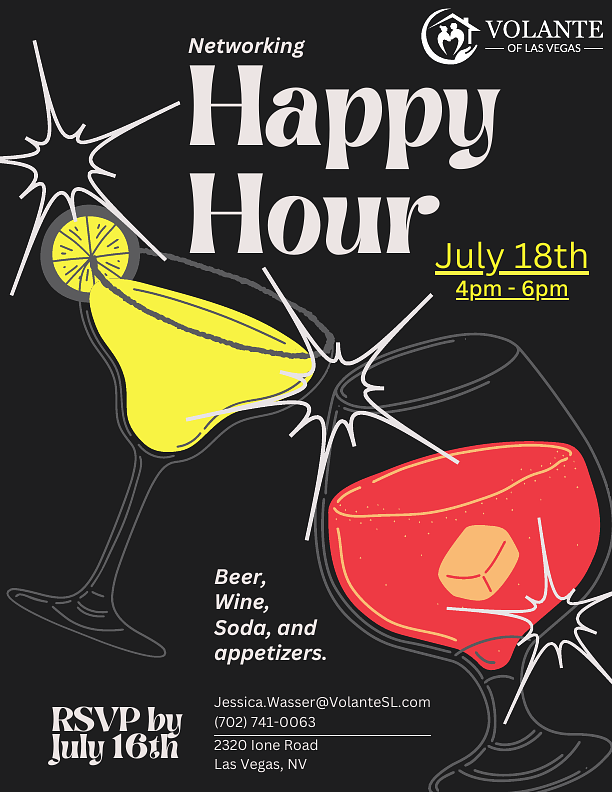 VOLANTE
OF LAS VEGAS
Networking
Happy
Hour
July 18th
4pm - 6pm
Beer,
Wine,
Soda, and
appetizers.
RSVP by
July 16th
Jessica.Wasser@VolanteSL.com
(702) 741-0063
2320 Ione Road
Las Vegas, NV